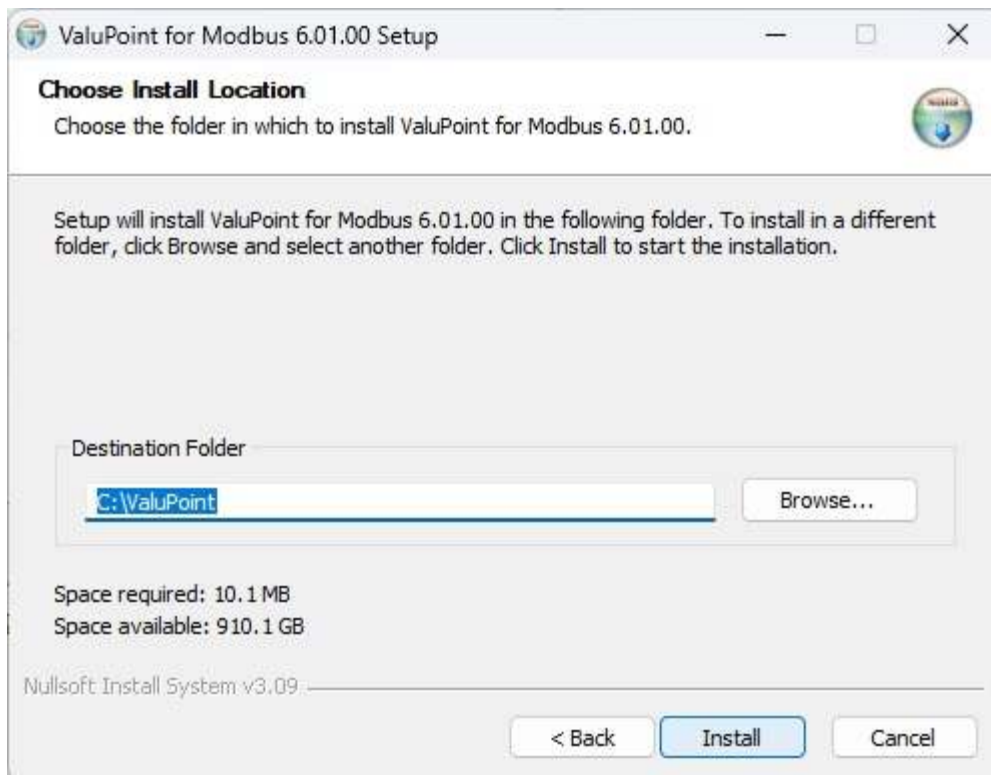 ValuPoint for Modbus 6.01.00 Setup
Choose Install Location
Choose the folder in which to install ValuPoint for Modbus 6.01.00.
Setup will install ValuPoint for Modbus 6.01.00 in the following folder. To install in a different
folder, click Browse and select another folder. Click Install to start the installation.
Destination Folder
C:\ValuPoint
Browse...
Space required: 10.1 MB
Space available: 910.1 GB
Nullsoft Install System v3.09
< Back
Install
Cancel